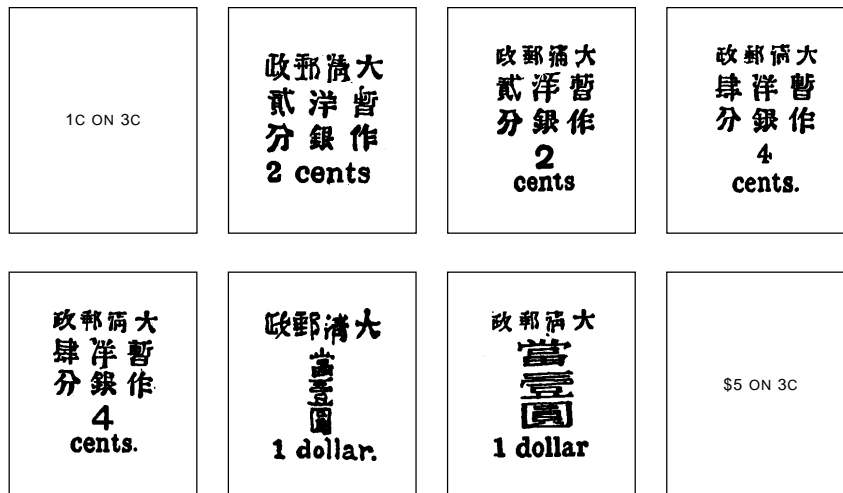 1C ON 3C
大清郵政
暫作
洋銀
貳分
2 cents
大清郵政
暫作
洋銀
貳分
2
cents
大清郵政
暫作
洋銀
肆分
4
cents.
大清郵政
暫作
洋銀
肆分
4
cents.
大清郵政
當壹圓
1 dollar.
大清郵政
當壹圓
1 dollar
$5 ON 3C